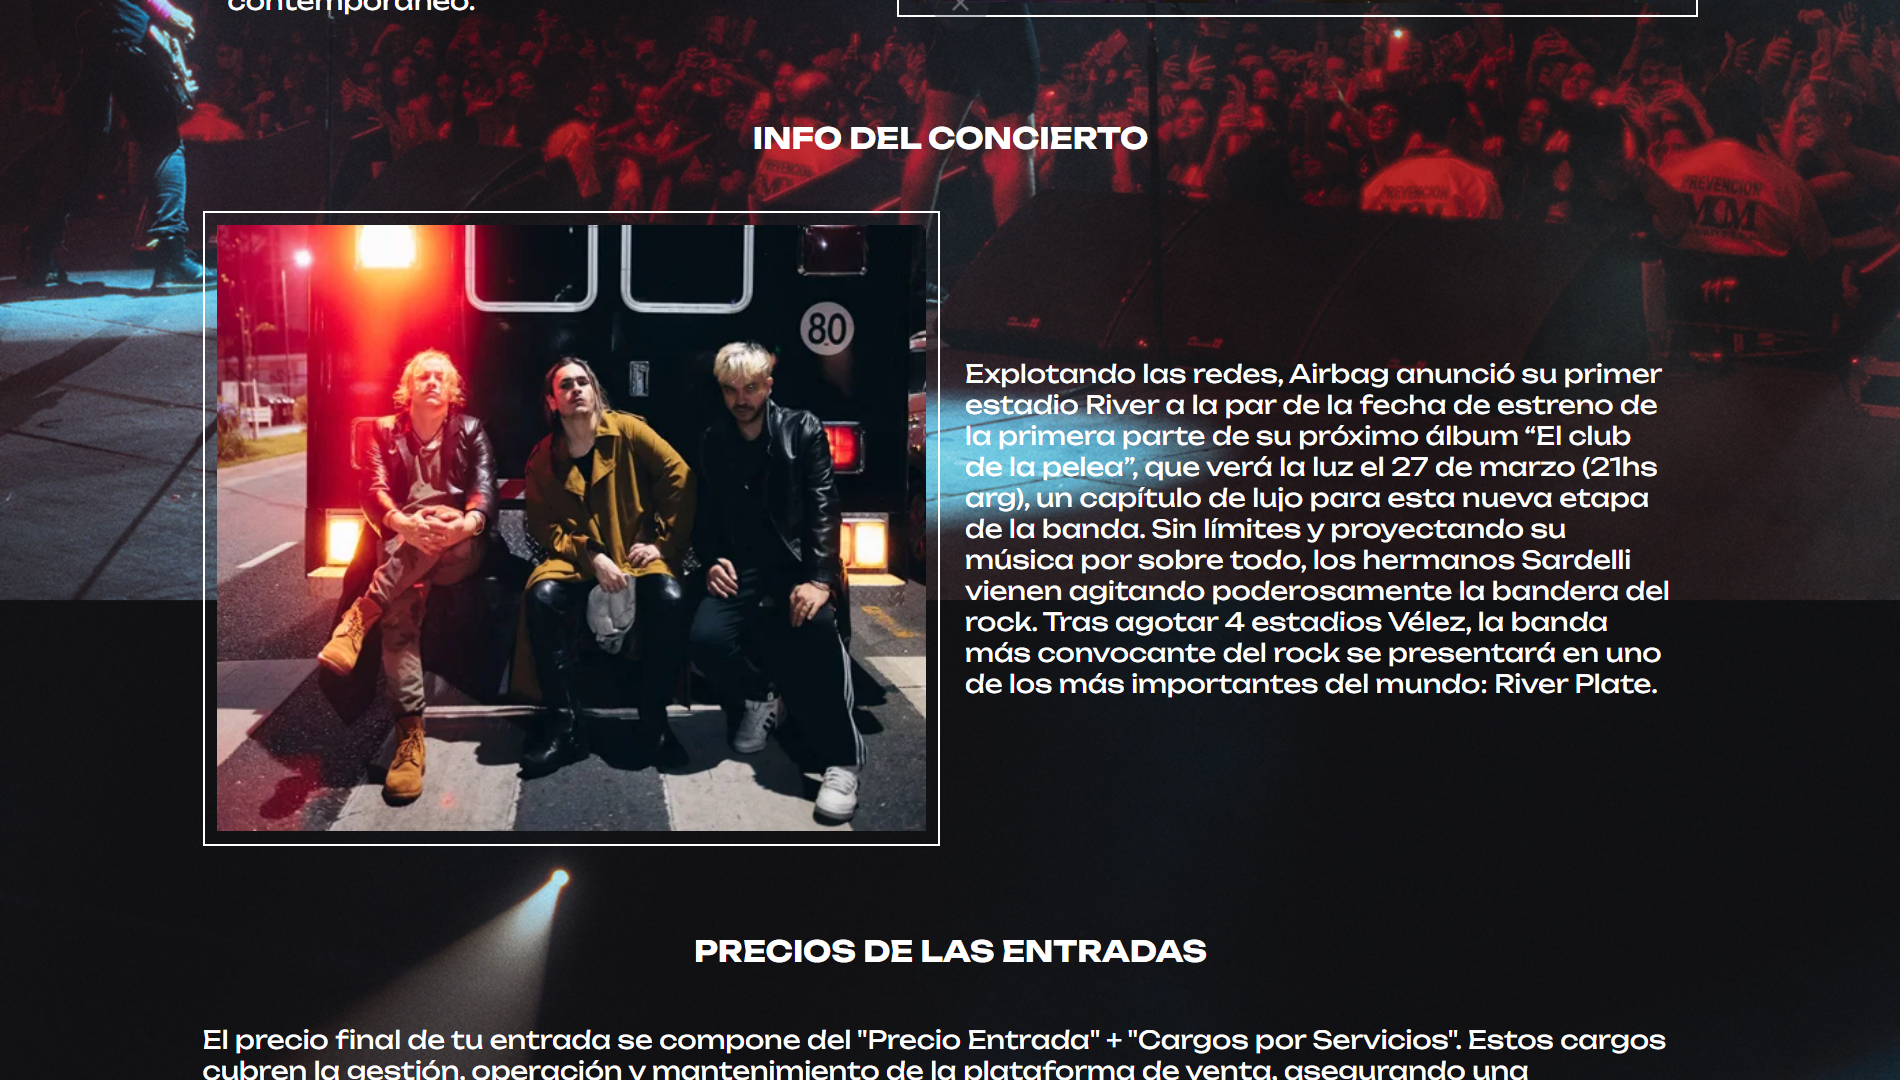 contemporáneo.
INFO DEL CONCIERTO
PREVENCION
PREVENCION
MM
117
80
Explotando las redes, Airbag anunció su primer
estadio River a la par de la fecha de estreno de
la primera parte de su próximo álbum “El club
de la pelea”, que verá la luz el 27 de marzo (21hs
arg), un capítulo de lujo para esta nueva etapa
de la banda. Sin límites y proyectando su
música por sobre todo, los hermanos Sardelli
vienen agitando poderosamente la bandera del
rock. Tras agotar 4 estadios Vélez, la banda
más convocante del rock se presentará en uno
de los más importantes del mundo: River Plate.
PRECIOS DE LAS ENTRADAS
El precio final de tu entrada se compone del "Precio Entrada" + "Cargos por Servicios". Estos cargos
cubren la gestión, operación y mantenimiento de la plataforma de venta, asegurando una